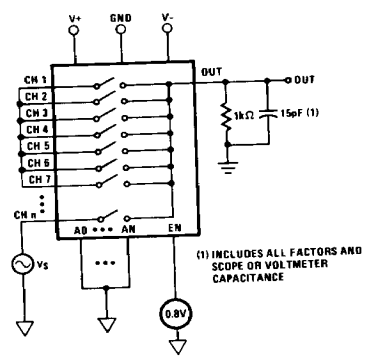 V+ GND V-
OUT
OUT
CH 1
CH 2
CH 3
CH 4
CH 5
CH 6
CH 7
CH n
1kΩ
15pF (1)
A0 AN EN
VS
0.8V
(1) INCLUDES ALL FACTORS AND
SCOPE OR VOLTMETER
CAPACITANCE